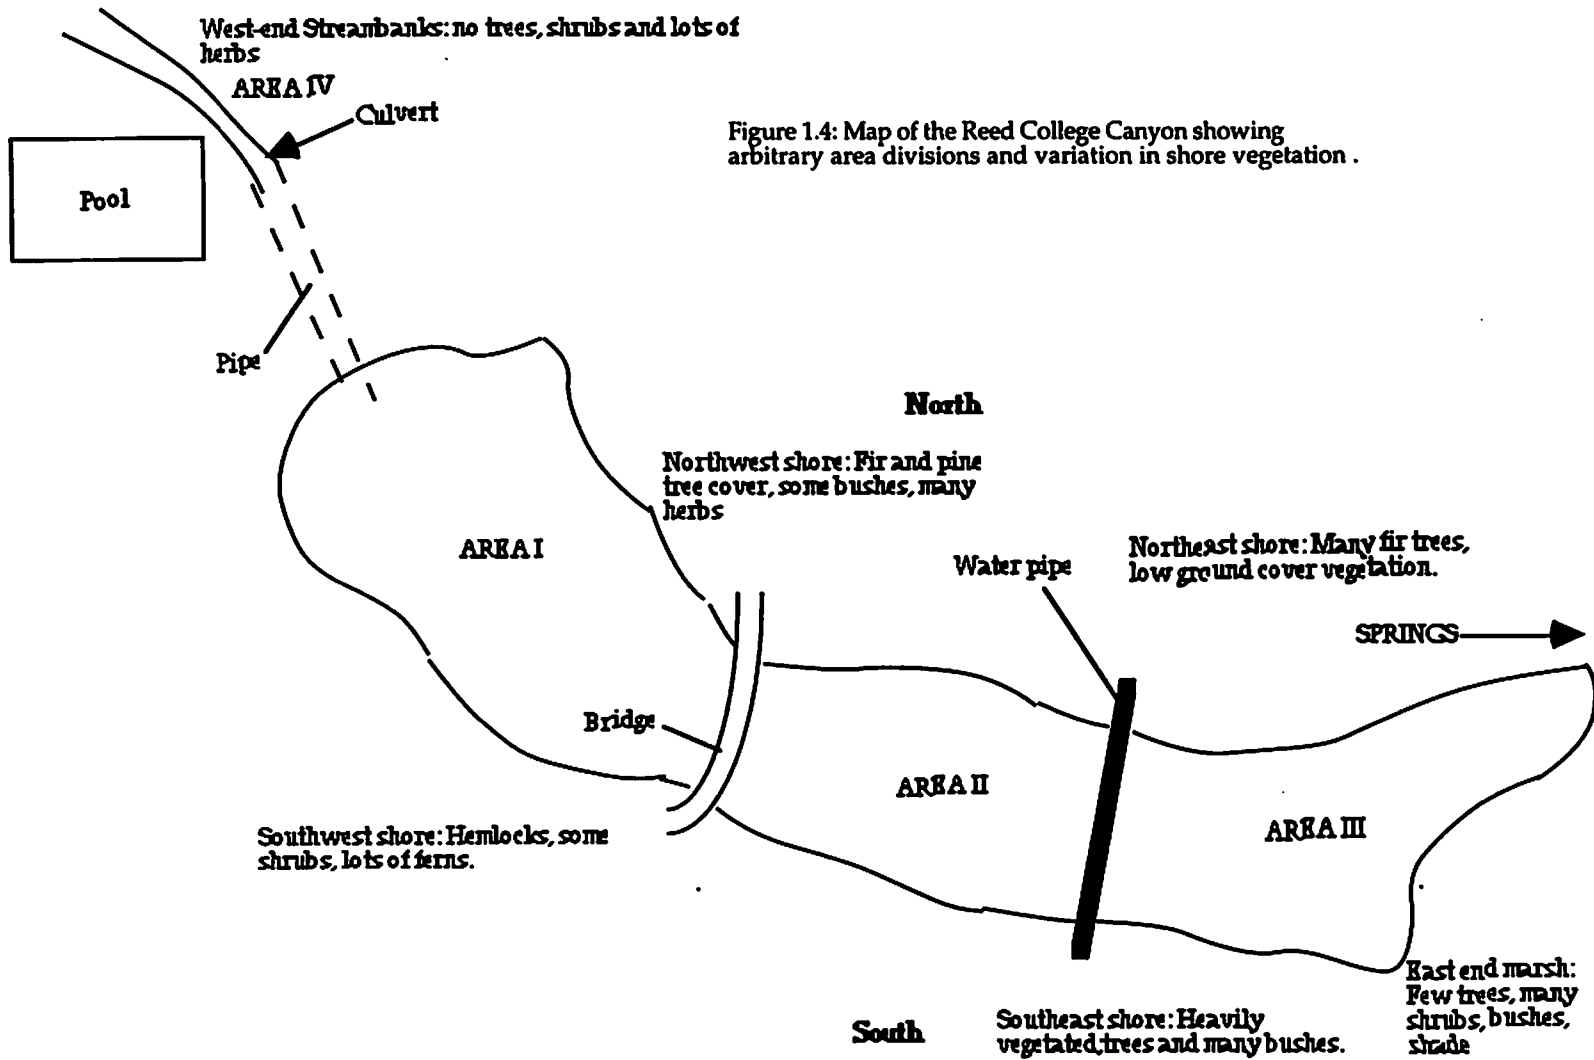 West-end Streambanks: no trees, shrubs and lots of
herbs
AREA IV
Culvert
Figure 1.4: Map of the Reed College Canyon showing
arbitrary area divisions and variation in shore vegetation .
Pool
Pipe
North
Northwest shore: Fir and pine
tree cover, some bushes, many
herbs
AREA I
Water pipe
Northeast shore: Many fir trees,
low ground cover vegetation.
SPRINGS
Bridge
AREA II
AREA III
Southwest shore: Hemlocks, some
shrubs, lots of ferns.
East end marsh:
Few trees, many
shrubs, bushes,
shade
South
Southeast shore: Heavily
vegetated, trees and many bushes.